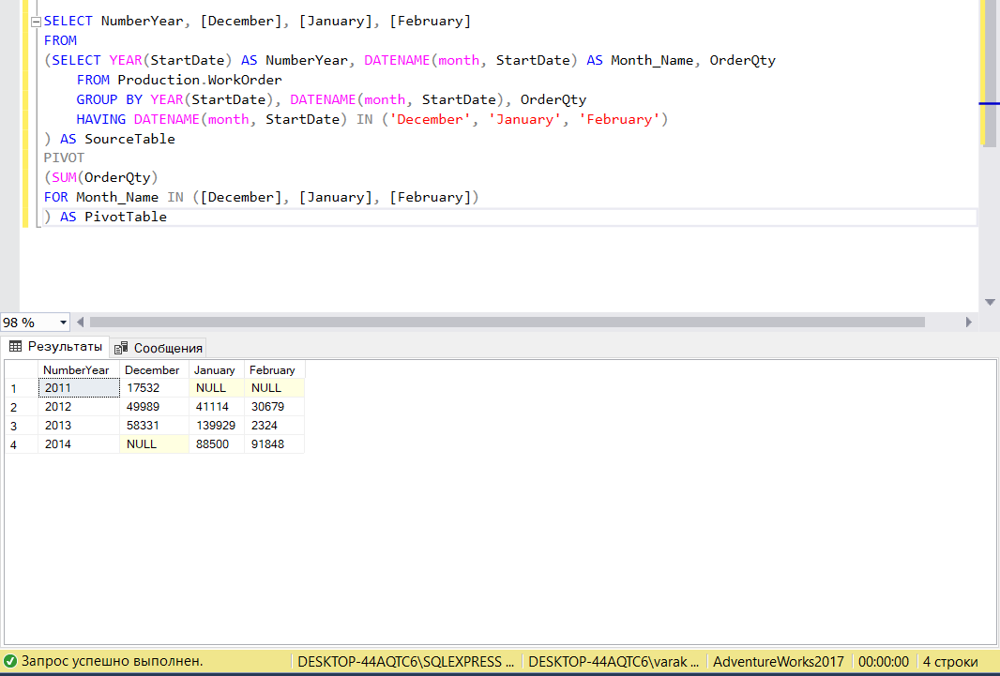 SELECT NumberYear, [December], [January], [February]
FROM
(SELECT YEAR(StartDate) AS NumberYear, DATENAME(month, StartDate) AS Month_Name, OrderQty
FROM Production.WorkOrder
GROUP BY YEAR(StartDate), DATENAME(month, StartDate), OrderQty
HAVING DATENAME(month, StartDate) IN ('December', 'January', 'February')
) AS SourceTable
PIVOT
(SUM(OrderQty)
FOR Month_Name IN ([December], [January], [February])
) AS PivotTable
98 %
Результаты Сообщения
NumberYear December January February
1 2011 17532 NULL NULL
2 2012 49989 41114 30679
3 2013 58331 139929 2324
4 2014 NULL 88500 91848
Запрос успешно выполнен. DESKTOP-44AQTC6\SQLEXPRESS ... DESKTOP-44AQTC6\varak ... AdventureWorks2017 00:00:00 4 строки